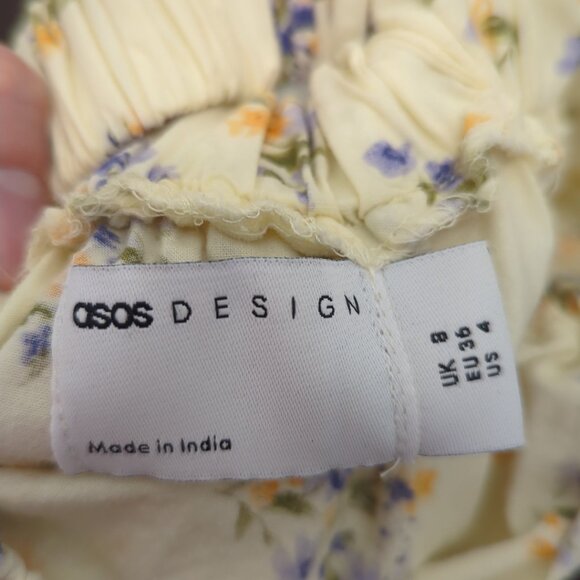 asos DESIGN
Made in India
UK 8
EU 36
US 4